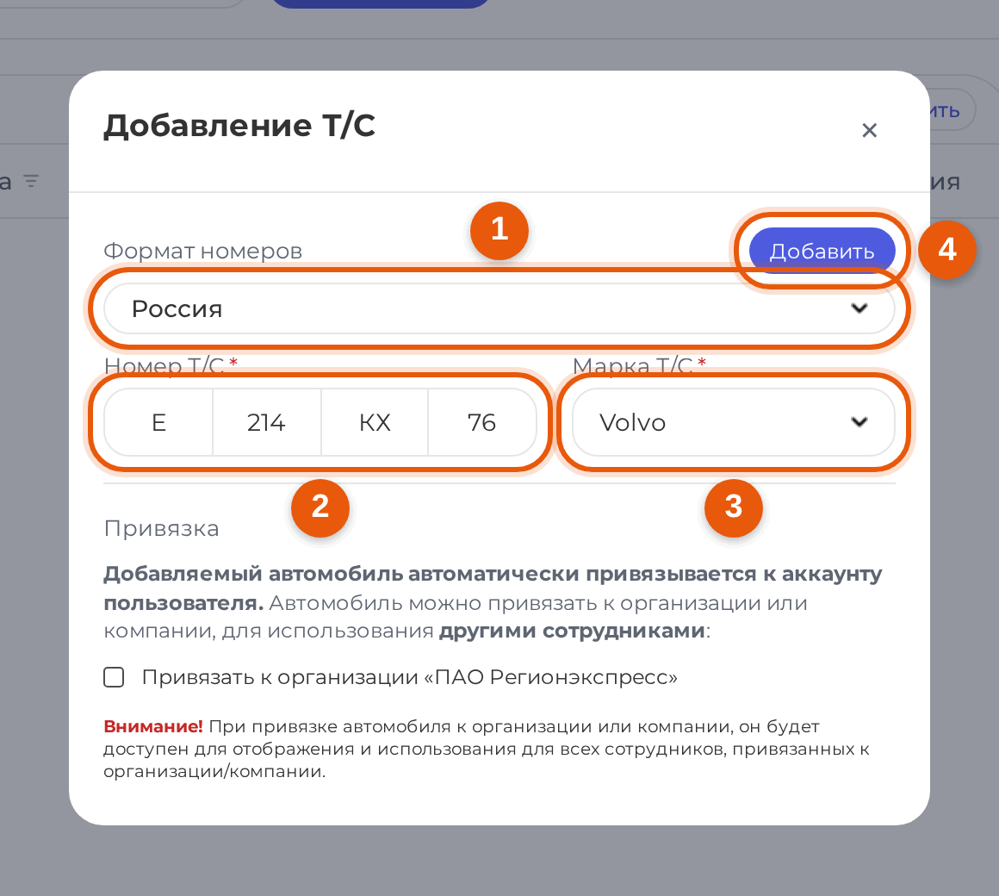 ить
Добавление Т/С
×
а
ия
1
Формат номеров
Добавить
4
Россия
Номер Т/С *
Марка Т/С *
Е 214 КХ 76
Volvo
2
3
Привязка
Добавляемый автомобиль автоматически привязывается к аккаунту
пользователя. Автомобиль можно привязать к организации или
компании, для использования другими сотрудниками:
Привязать к организации «ПАО Регионэкспресс»
Внимание! При привязке автомобиля к организации или компании, он будет
доступен для отображения и использования для всех сотрудников, привязанных к
организации/компании.